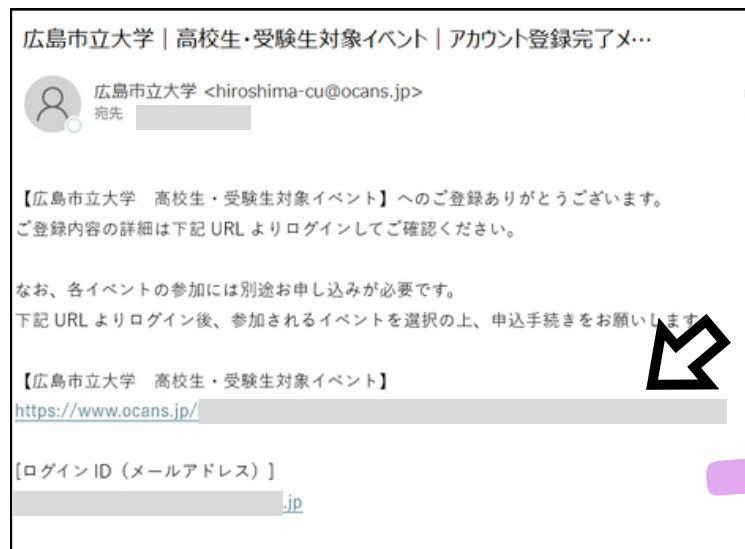 広島市立大学｜高校生・受験生対象イベント｜アカウント登録完了メ…
広島市立大学 <hiroshima-cu@ocans.jp>
宛先
【広島市立大学　高校生・受験生対象イベント】へのご登録ありがとうございます。
ご登録内容の詳細は下記 URL よりログインしてご確認ください。
なお、各イベントの参加には別途お申し込みが必要です。
下記 URL よりログイン後、参加されるイベントを選択の上、申込手続きをお願いします
【広島市立大学　高校生・受験生対象イベント】
https://www.ocans.jp/
[ログイン ID（メールアドレス）]
.jp